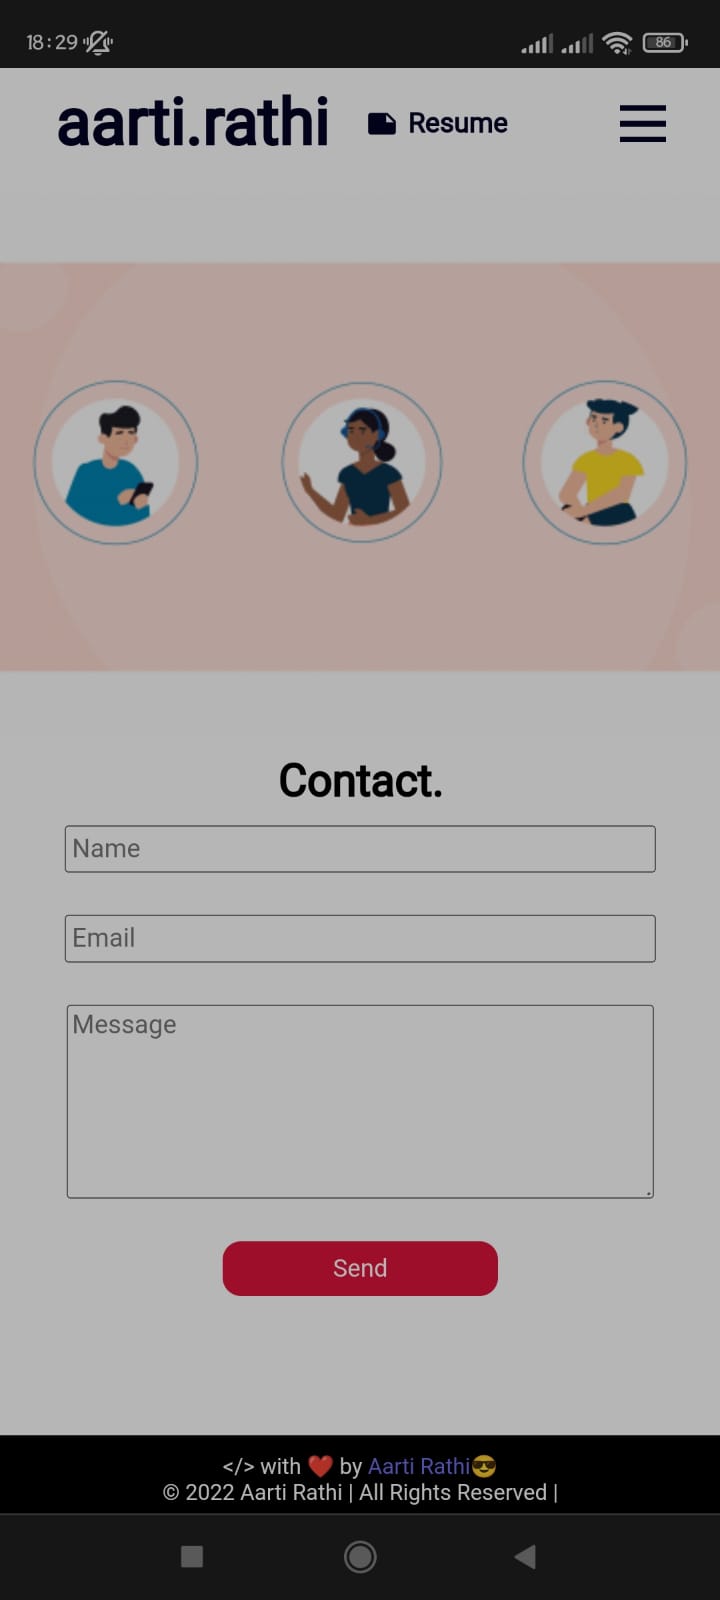 18:29 86
aarti.rathi Resume
Contact.
Name
Email
Message
Send
</> with ❤️ by Aarti Rathi😎
© 2022 Aarti Rathi | All Rights Reserved |